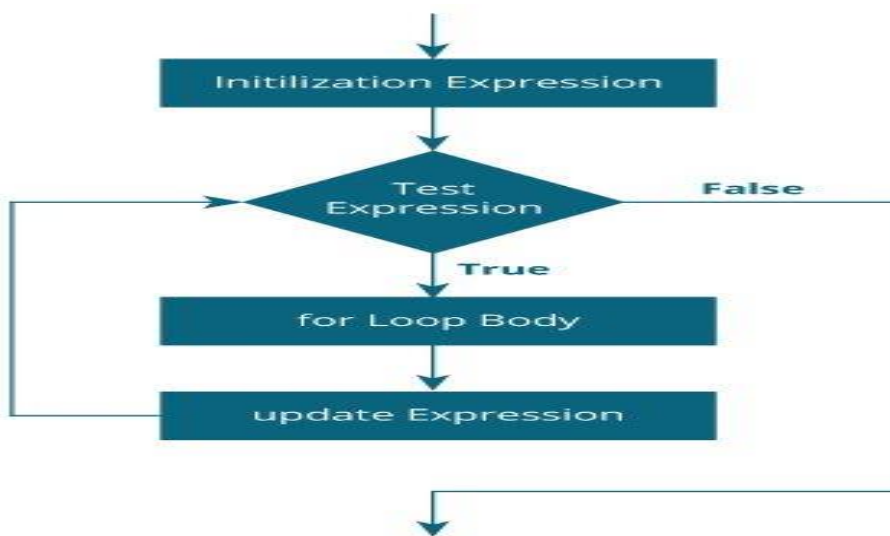 Initilization Expression
Test
Expression
False
True
for Loop Body
update Expression